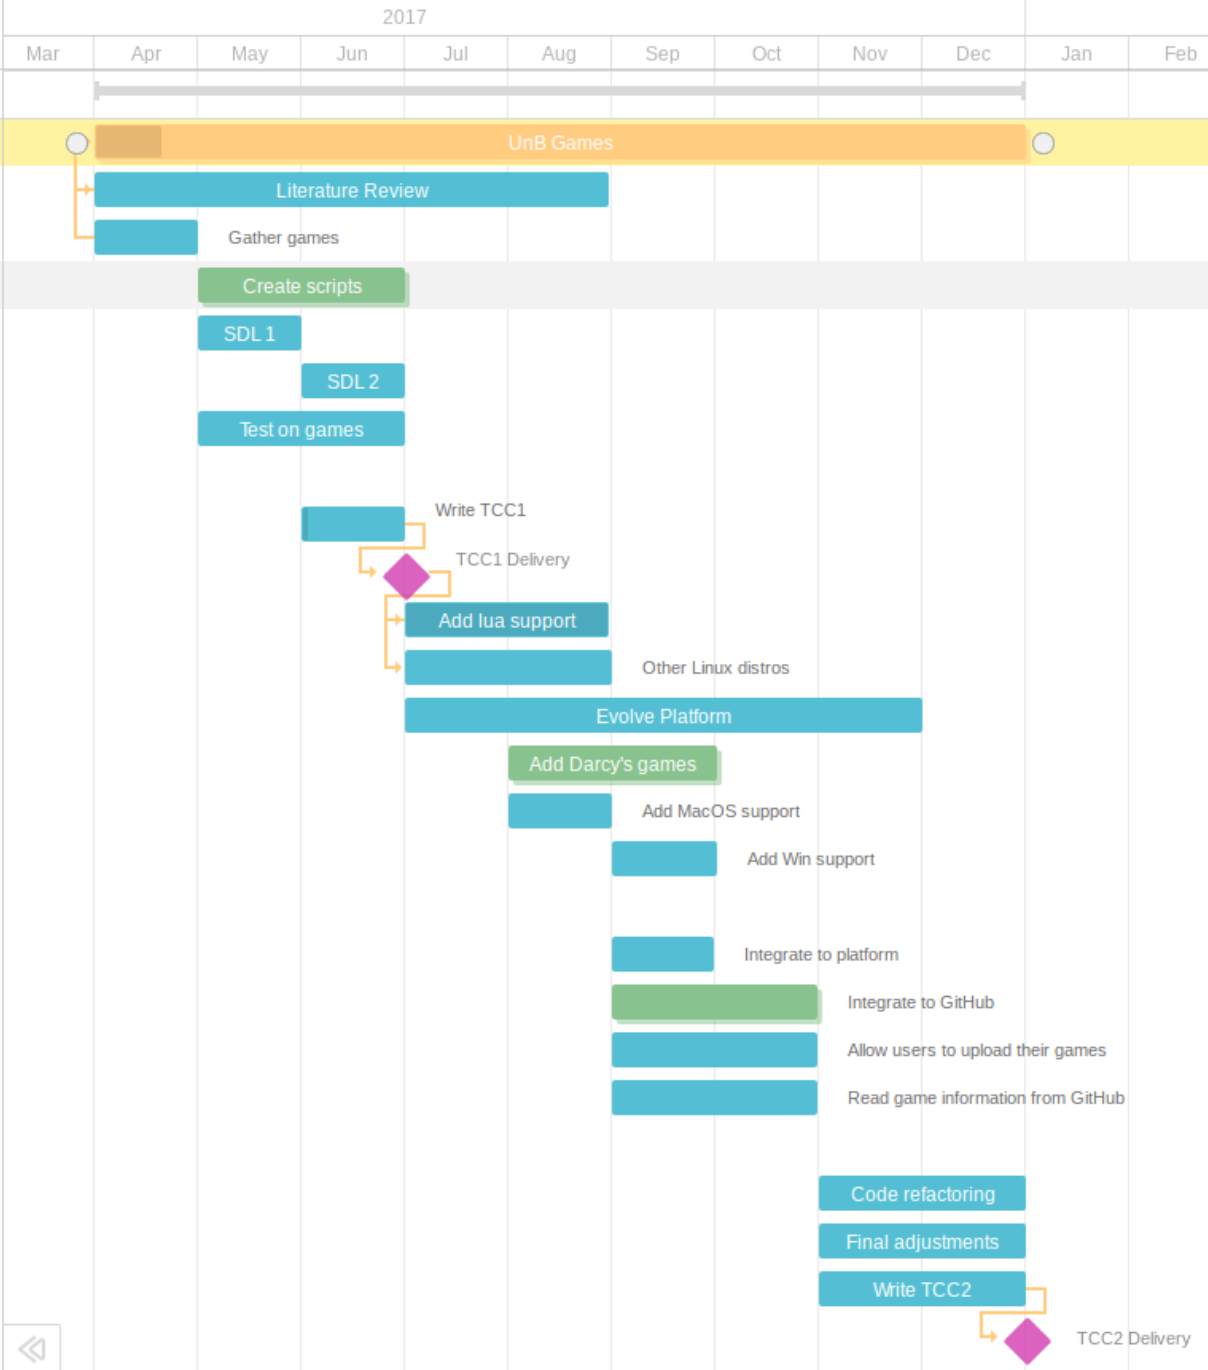 2017
Mar Apr May Jun Jul Aug Sep Oct Nov Dec Jan Feb
UnB Games
Literature Review
Gather games
Create scripts
SDL 1
SDL 2
Test on games
Write TCC1
TCC1 Delivery
Add lua support
Other Linux distros
Evolve Platform
Add Darcy's games
Add MacOS support
Add Win support
Integrate to platform
Integrate to GitHub
Allow users to upload their games
Read game information from GitHub
Code refactoring
Final adjustments
Write TCC2
TCC2 Delivery